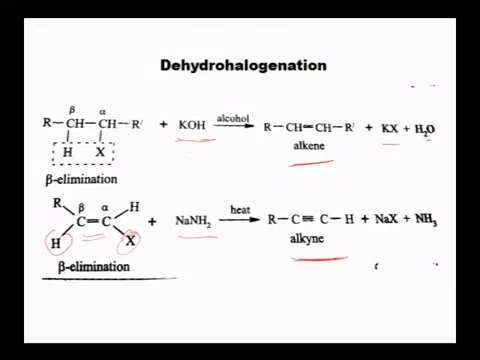 Dehydrohalogenation
β α
R—CH—CH—R' + KOH alcohol R—CH=CH—R' + KX + H₂O
H X alkene
β-elimination
R β α H
C=C + NaNH₂ heat R—C≡C—H + NaX + NH₃
H X alkyne
β-elimination